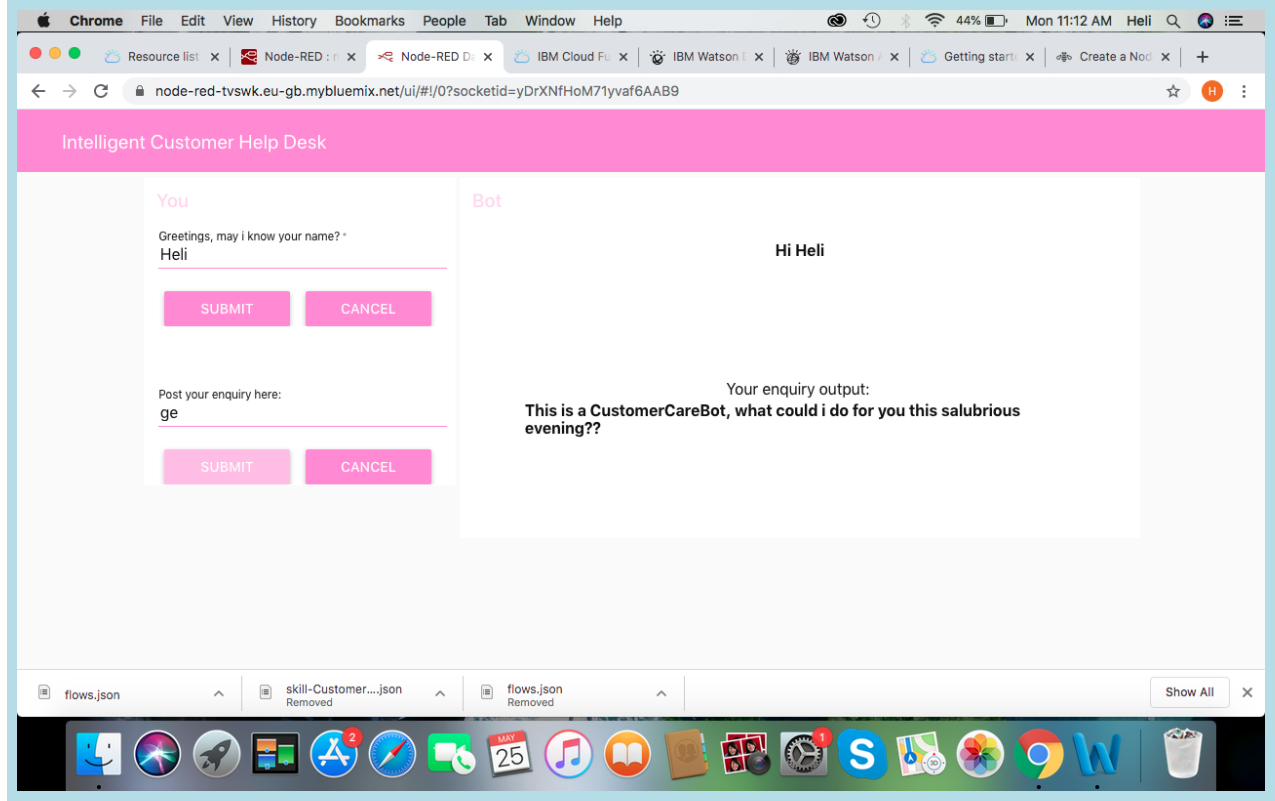 Chrome File Edit View History Bookmarks People Tab Window Help 44% Mon 11:12 AM Heli
Resource list Node-RED : Node-RED IBM Cloud IBM Watson IBM Watson Getting Create a
node-red-tvswk.eu-gb.mybluemix.net/ui/#!/0?socketid=yDrXNfHoM71yvaf6AAB9 H
Intelligent Customer Help Desk
You
Bot
Greetings, may i know your name? *
Heli
SUBMIT CANCEL
Hi Heli
Post your enquiry here:
ge
SUBMIT CANCEL
Your enquiry output:
This is a CustomerCareBot, what could i do for you this salubrious
evening??
flows.json
skill-Customer....json
Removed
flows.json
Removed
Show All
2
MAY
25
1
S